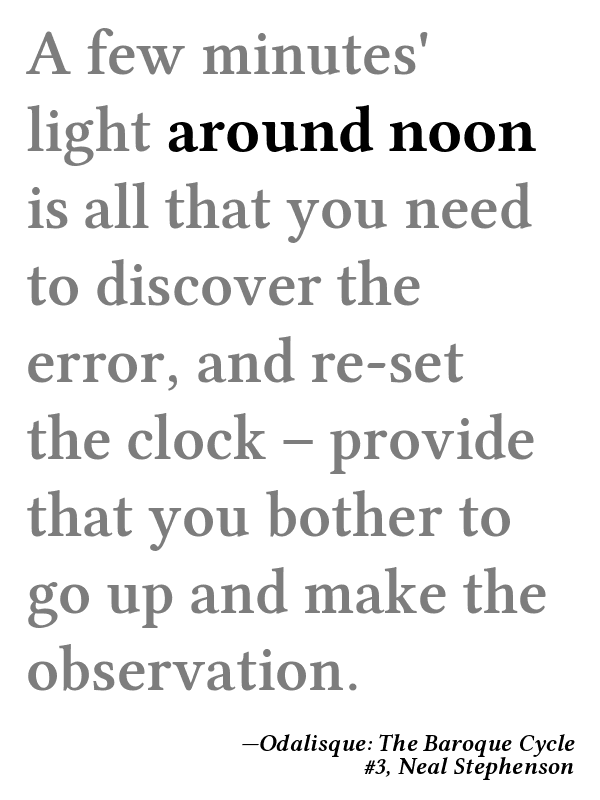 A few minutes'
light around noon
is all that you need
to discover the
error, and re-set
the clock – provide
that you bother to
go up and make the
observation.
—Odalisque: The Baroque Cycle
#3, Neal Stephenson